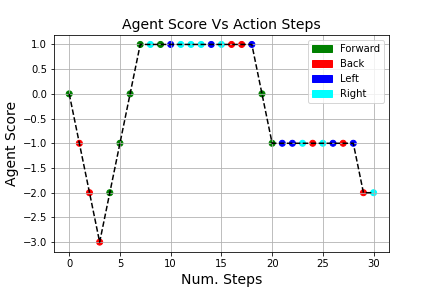 Agent Score Vs Action Steps
1.0
0.5
0.0
−0.5
−1.0
−1.5
−2.0
−2.5
−3.0
Agent Score
Forward
Back
Left
Right
0 5 10 15 20 25 30
Num. Steps